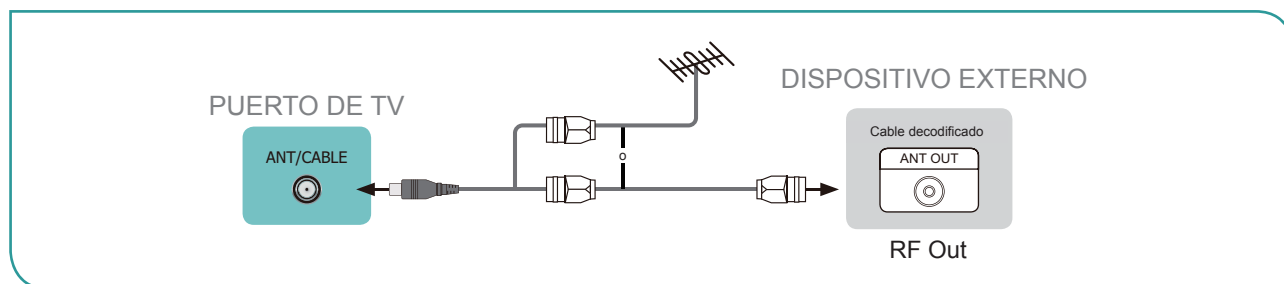 PUERTO DE TV
ANT/CABLE
o
DISPOSITIVO EXTERNO
Cable decodificado
ANT OUT
RF Out